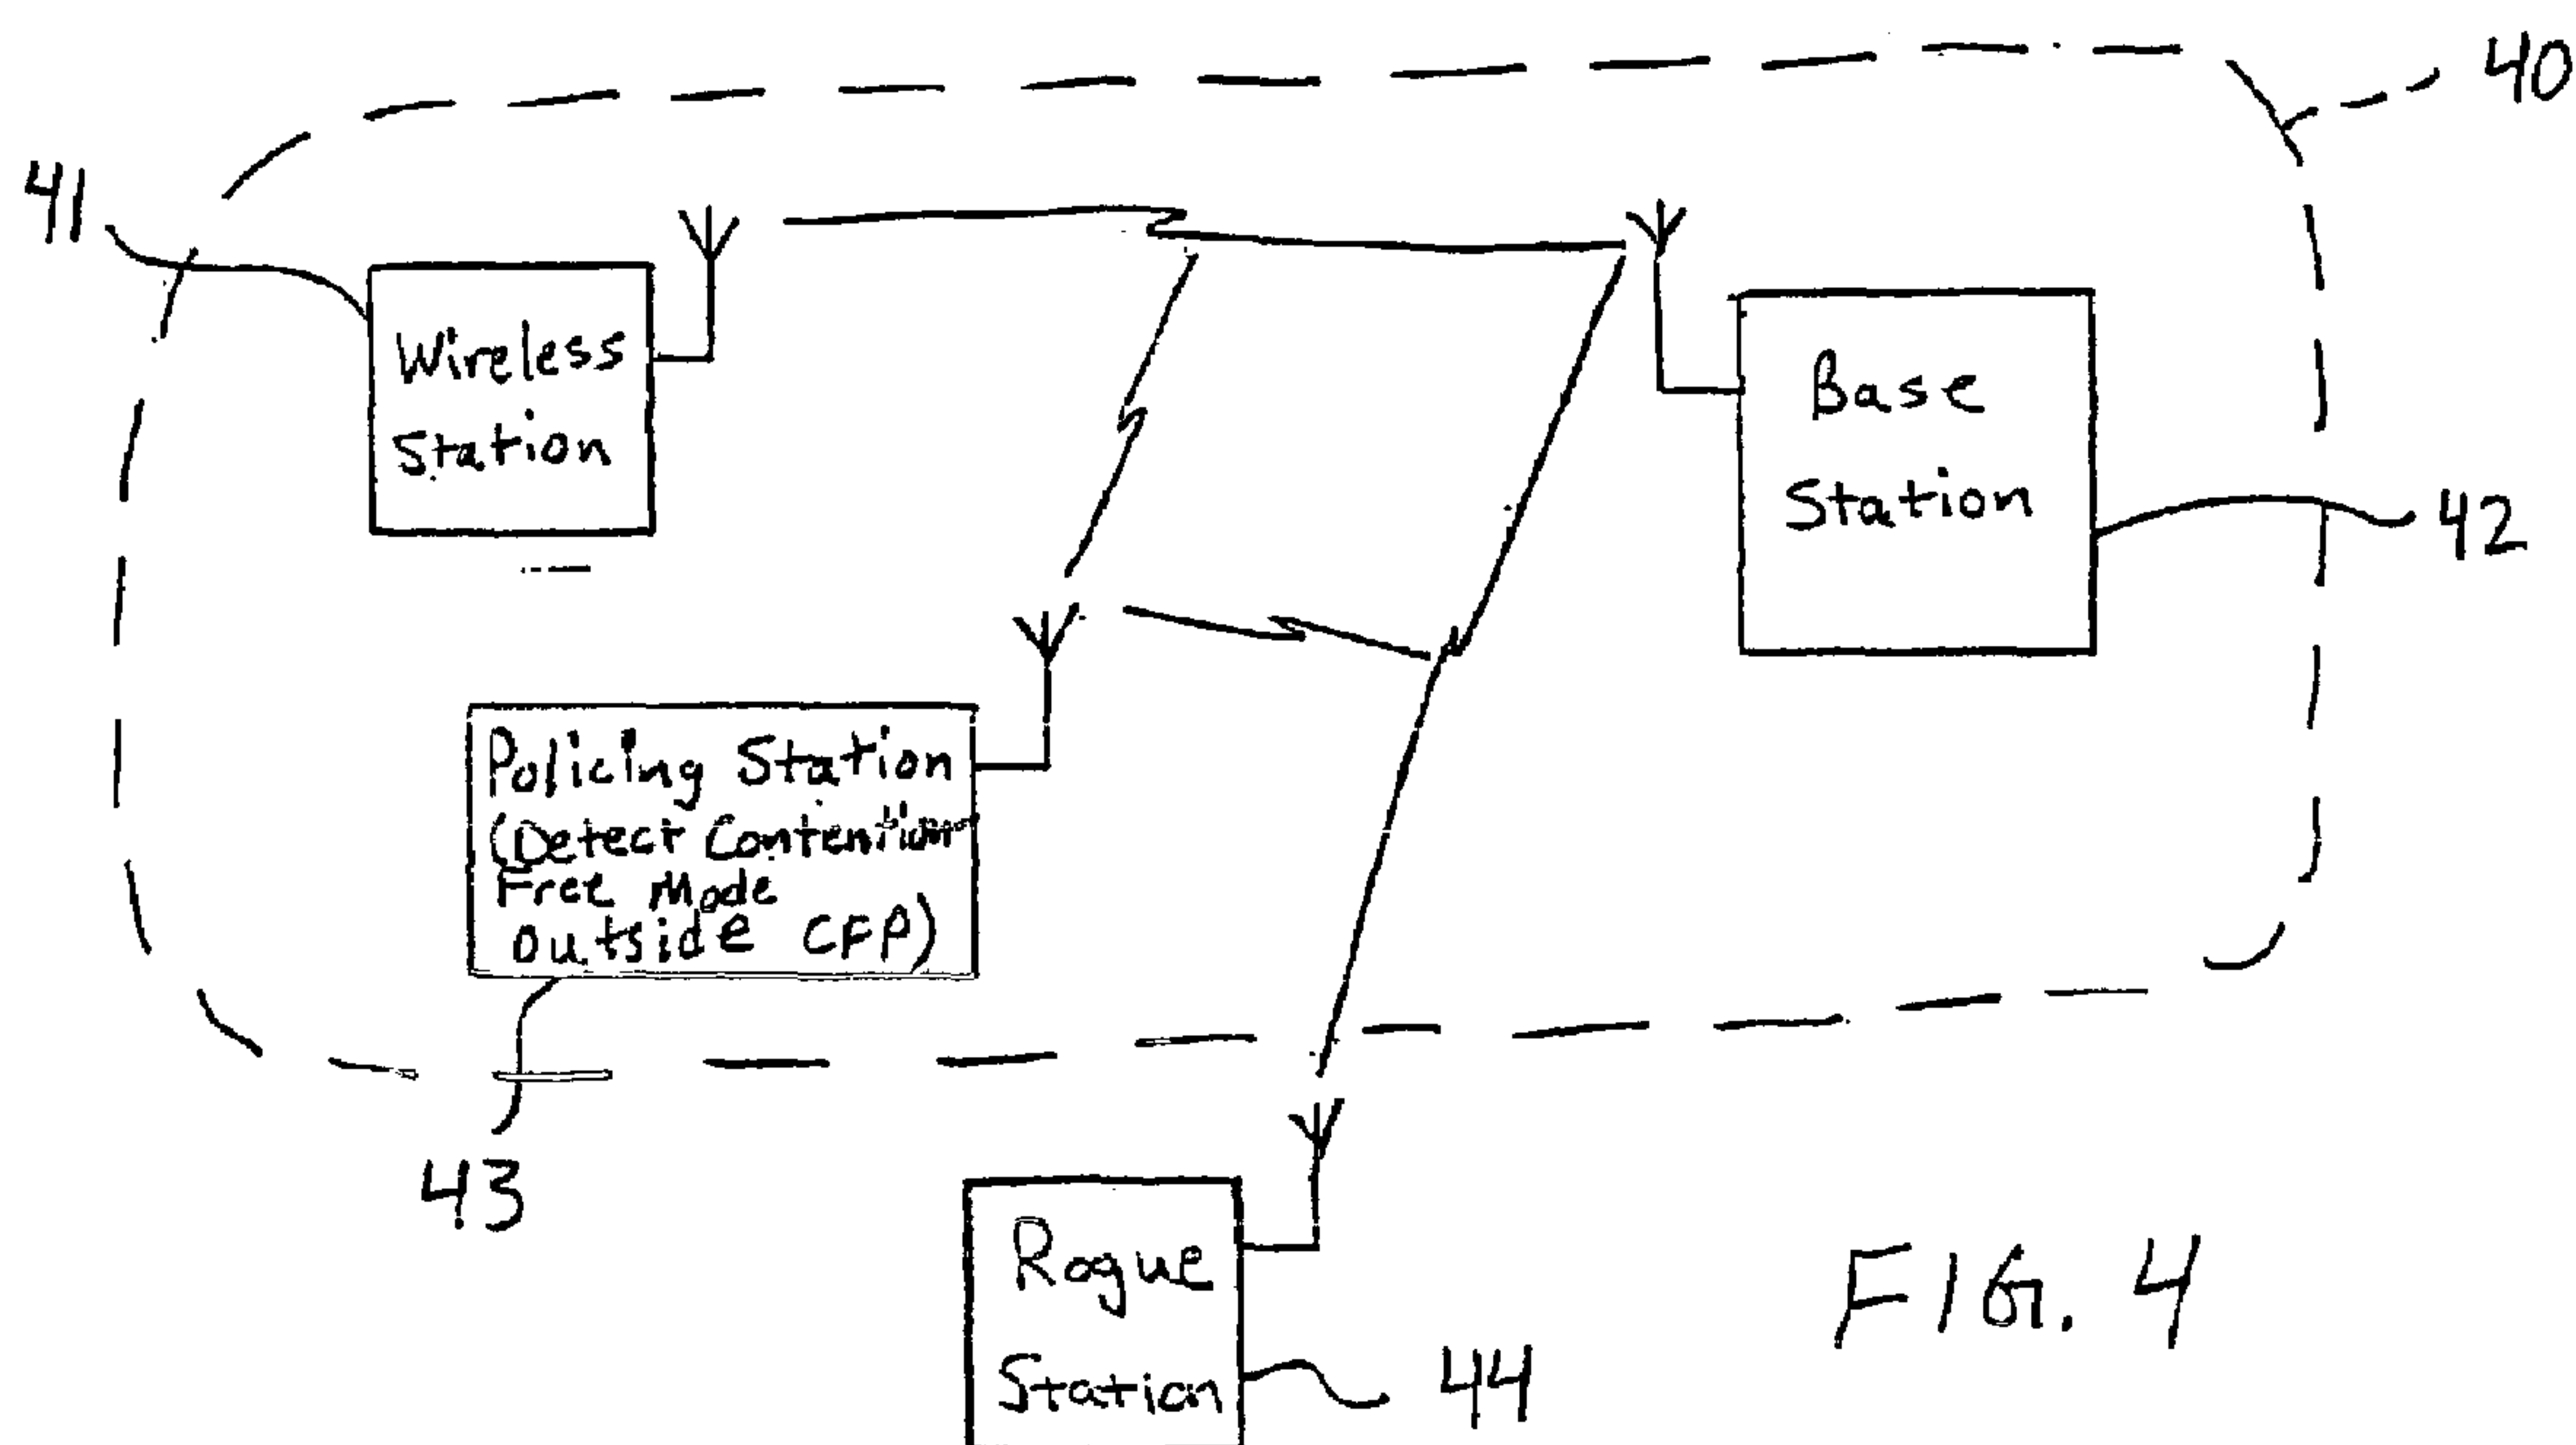 40
41
Wireless
Station
Base
Station
42
Policing Station
(Detect Contention
Free Mode
outside CFP)
43
Rogue
Station
44
FIG. 4